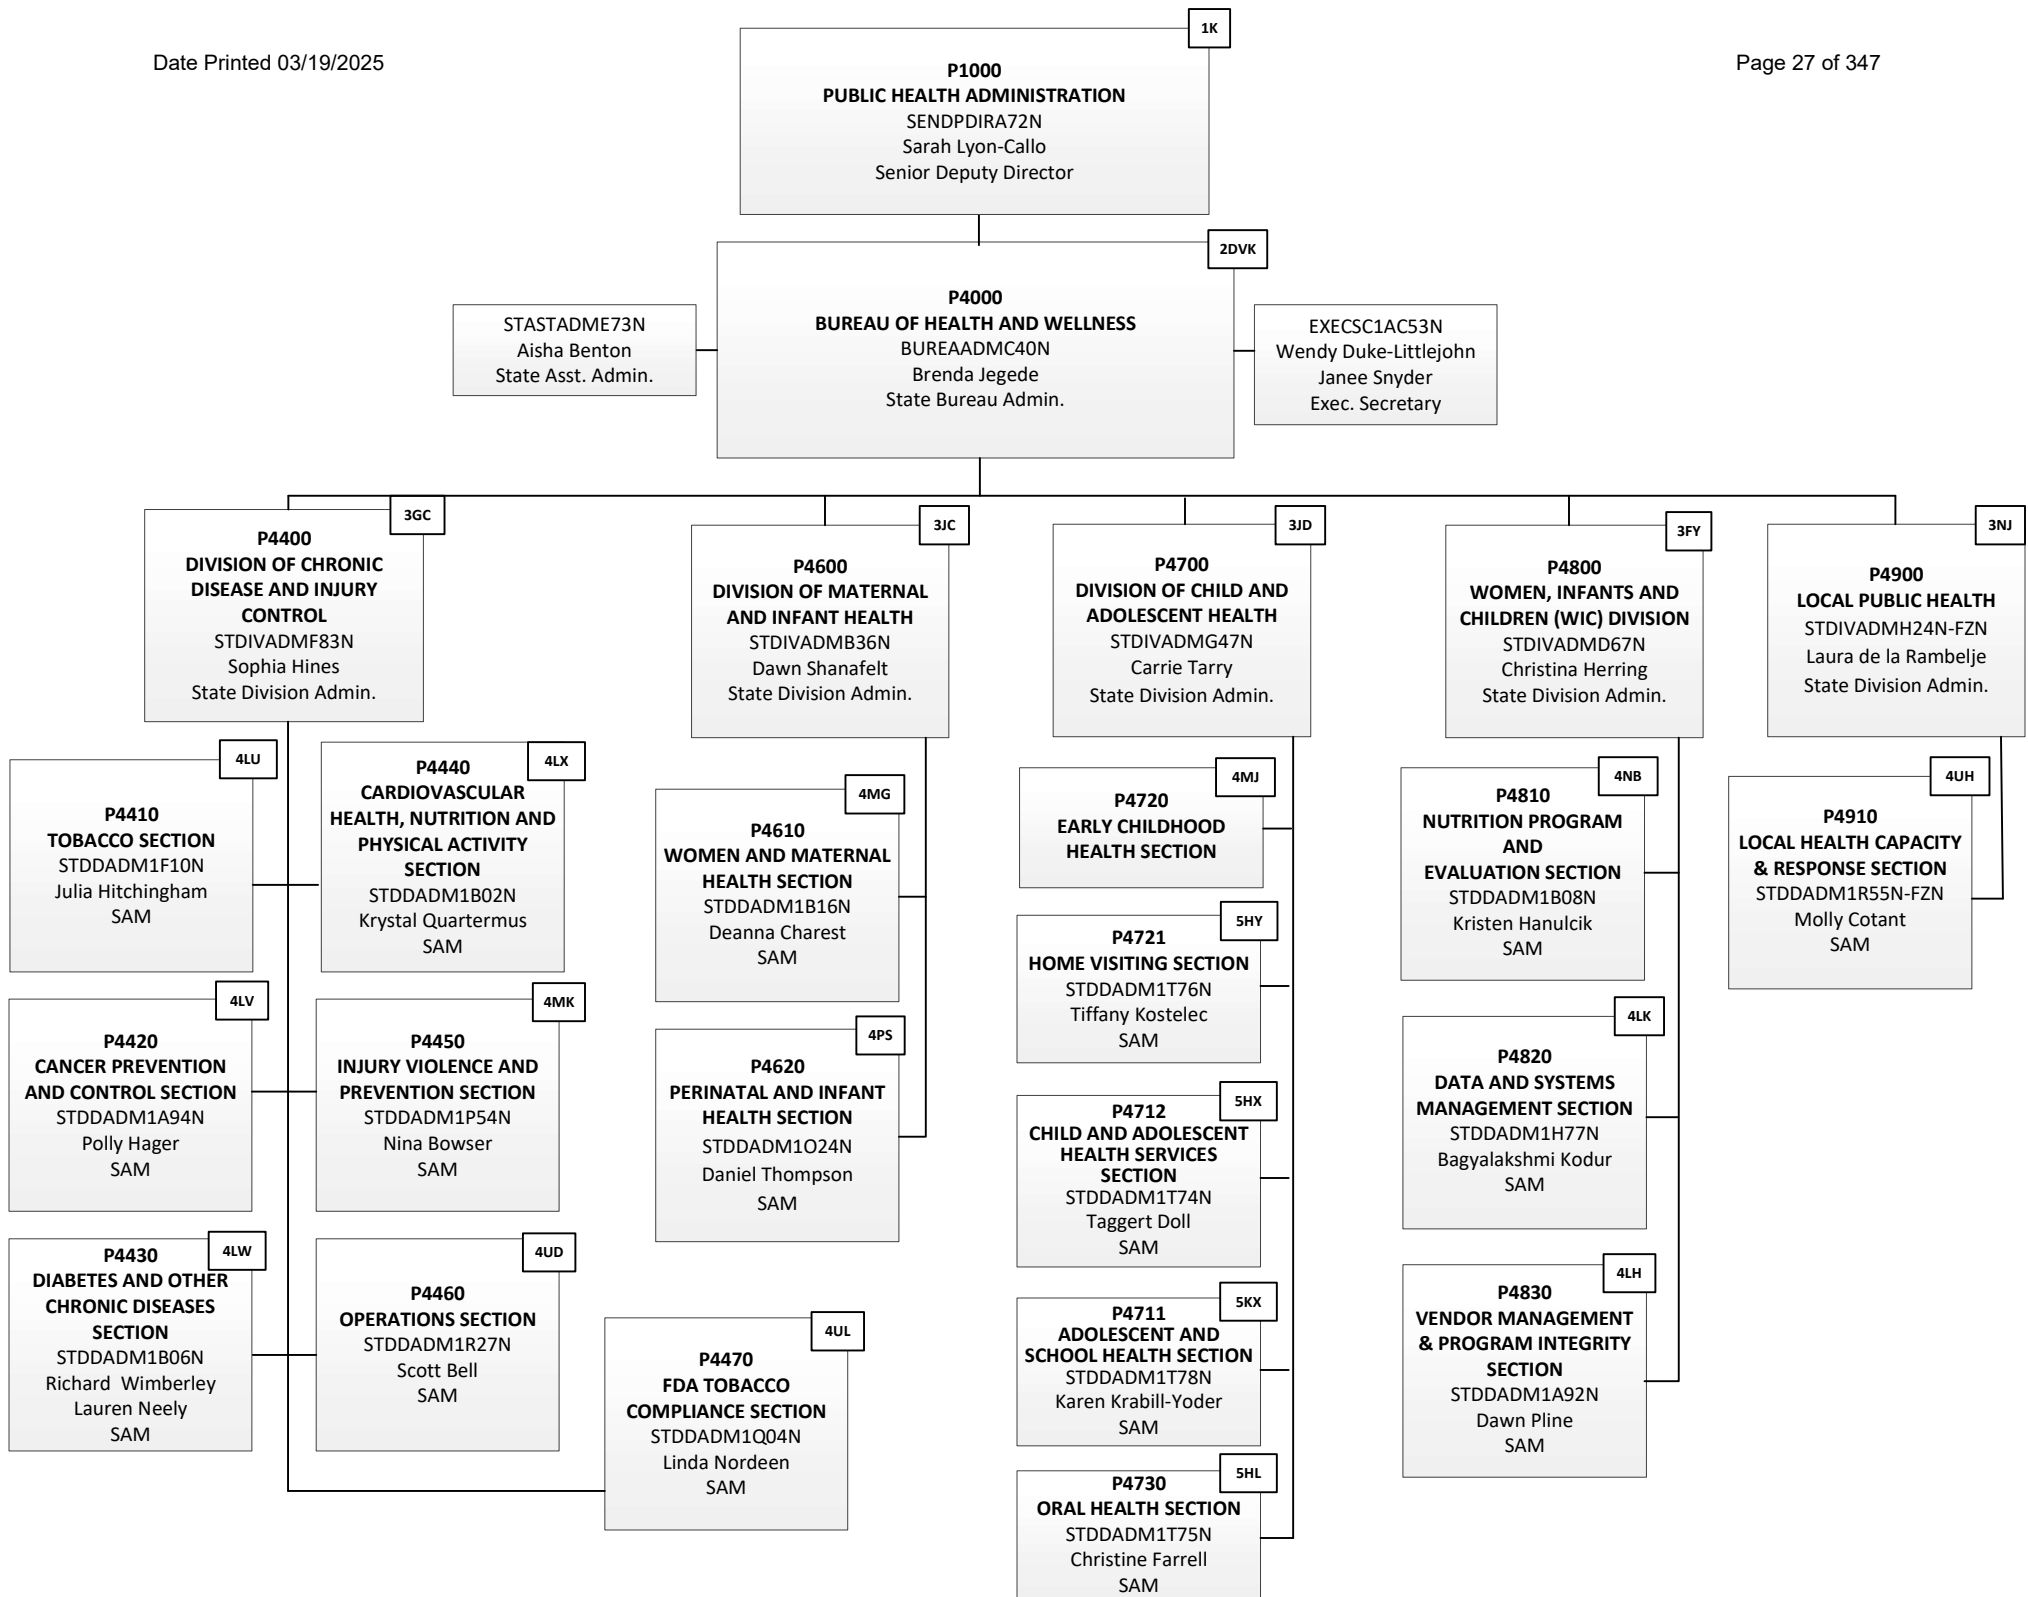 Date Printed 03/19/2025
Page 27 of 347
1K
P1000
PUBLIC HEALTH ADMINISTRATION
SENDPDIRA72N
Sarah Lyon-Callo
Senior Deputy Director
2DVK
P4000
BUREAU OF HEALTH AND WELLNESS
BUREAADMC40N
Brenda Jegede
State Bureau Admin.
STASTADME73N
Aisha Benton
State Asst. Admin.
EXECSC1AC53N
Wendy Duke-Littlejohn
Janee Snyder
Exec. Secretary
3GC
P4400
DIVISION OF CHRONIC
DISEASE AND INJURY
CONTROL
STDIVADMF83N
Sophia Hines
State Division Admin.
3JC
P4600
DIVISION OF MATERNAL
AND INFANT HEALTH
STDIVADMB36N
Dawn Shanafelt
State Division Admin.
3JD
P4700
DIVISION OF CHILD AND
ADOLESCENT HEALTH
STDIVADMG47N
Carrie Tarry
State Division Admin.
3FY
P4800
WOMEN, INFANTS AND
CHILDREN (WIC) DIVISION
STDIVADMD67N
Christina Herring
State Division Admin.
3NJ
P4900
LOCAL PUBLIC HEALTH
STDIVADMH24N-FZN
Laura de la Rambelje
State Division Admin.
4LU
P4410
TOBACCO SECTION
STDDADM1F10N
Julia Hitchingham
SAM
4LX
P4440
CARDIOVASCULAR
HEALTH, NUTRITION AND
PHYSICAL ACTIVITY
SECTION
STDDADM1B02N
Krystal Quartermus
SAM
4LV
P4420
CANCER PREVENTION
AND CONTROL SECTION
STDDADM1A94N
Polly Hager
SAM
4MK
P4450
INJURY VIOLENCE AND
PREVENTION SECTION
STDDADM1P54N
Nina Bowser
SAM
4LW
P4430
DIABETES AND OTHER
CHRONIC DISEASES
SECTION
STDDADM1B06N
Richard  Wimberley
Lauren Neely
SAM
4UD
P4460
OPERATIONS SECTION
STDDADM1R27N
Scott Bell
SAM
4UL
P4470
FDA TOBACCO
COMPLIANCE SECTION
STDDADM1Q04N
Linda Nordeen
SAM
4MG
P4610
WOMEN AND MATERNAL
HEALTH SECTION
STDDADM1B16N
Deanna Charest
SAM
4PS
P4620
PERINATAL AND INFANT
HEALTH SECTION
STDDADM1O24N
Daniel Thompson
SAM
4MJ
P4720
EARLY CHILDHOOD
HEALTH SECTION
5HY
P4721
HOME VISITING SECTION
STDDADM1T76N
Tiffany Kostelec
SAM
5HX
P4712
CHILD AND ADOLESCENT
HEALTH SERVICES
SECTION
STDDADM1T74N
Taggert Doll
SAM
5KX
P4711
ADOLESCENT AND
SCHOOL HEALTH SECTION
STDDADM1T78N
Karen Krabill-Yoder
SAM
5HL
P4730
ORAL HEALTH SECTION
STDDADM1T75N
Christine Farrell
SAM
4NB
P4810
NUTRITION PROGRAM
AND
EVALUATION SECTION
STDDADM1B08N
Kristen Hanulcik
SAM
4LK
P4820
DATA AND SYSTEMS
MANAGEMENT SECTION
STDDADM1H77N
Bagyalakshmi Kodur
SAM
4LH
P4830
VENDOR MANAGEMENT
& PROGRAM INTEGRITY
SECTION
STDDADM1A92N
Dawn Pline
SAM
4UH
P4910
LOCAL HEALTH CAPACITY
& RESPONSE SECTION
STDDADM1R55N-FZN
Molly Cotant
SAM